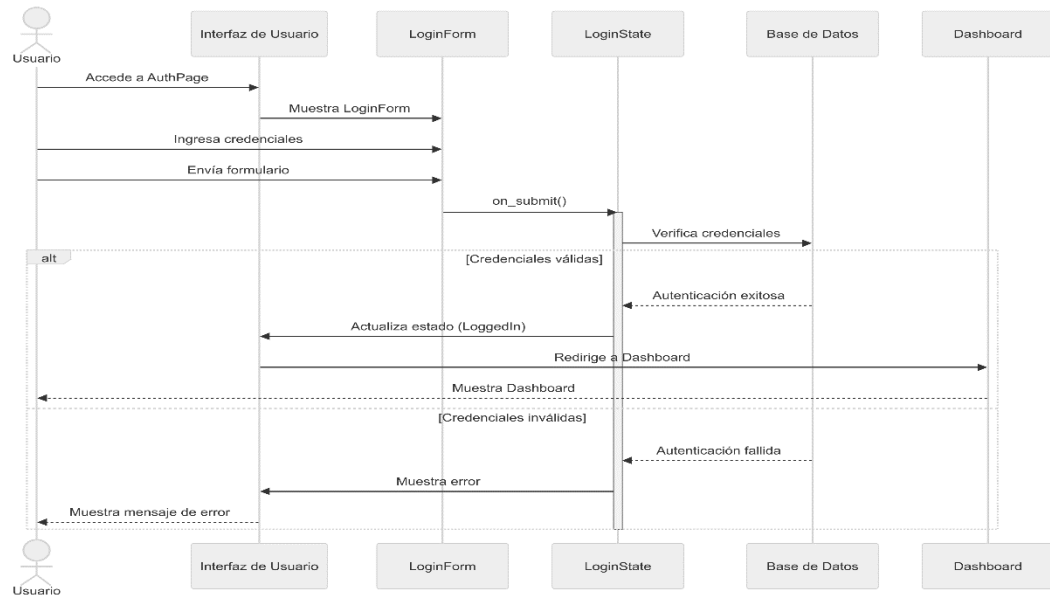 Usuario
Interfaz de Usuario
LoginForm
LoginState
Base de Datos
Dashboard
Accede a AuthPage
Muestra LoginForm
Ingresa credenciales
Envía formulario
on_submit()
Verifica credenciales
alt
[Credenciales válidas]
Autenticación exitosa
Actualiza estado (LoggedIn)
Redirige a Dashboard
Muestra Dashboard
[Credenciales inválidas]
Autenticación fallida
Muestra error
Muestra mensaje de error
Usuario
Interfaz de Usuario
LoginForm
LoginState
Base de Datos
Dashboard